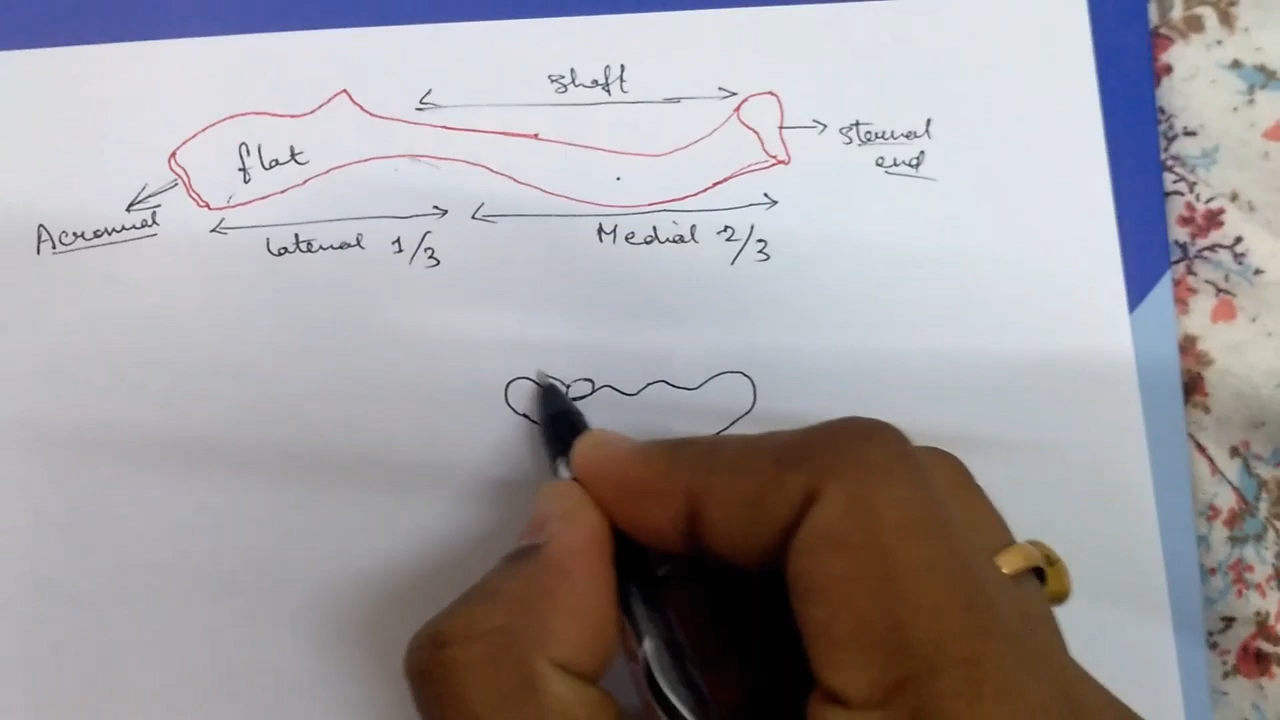 Shaft
Sternal
end
flat
Acromial
Lateral 1/3
Medial 2/3